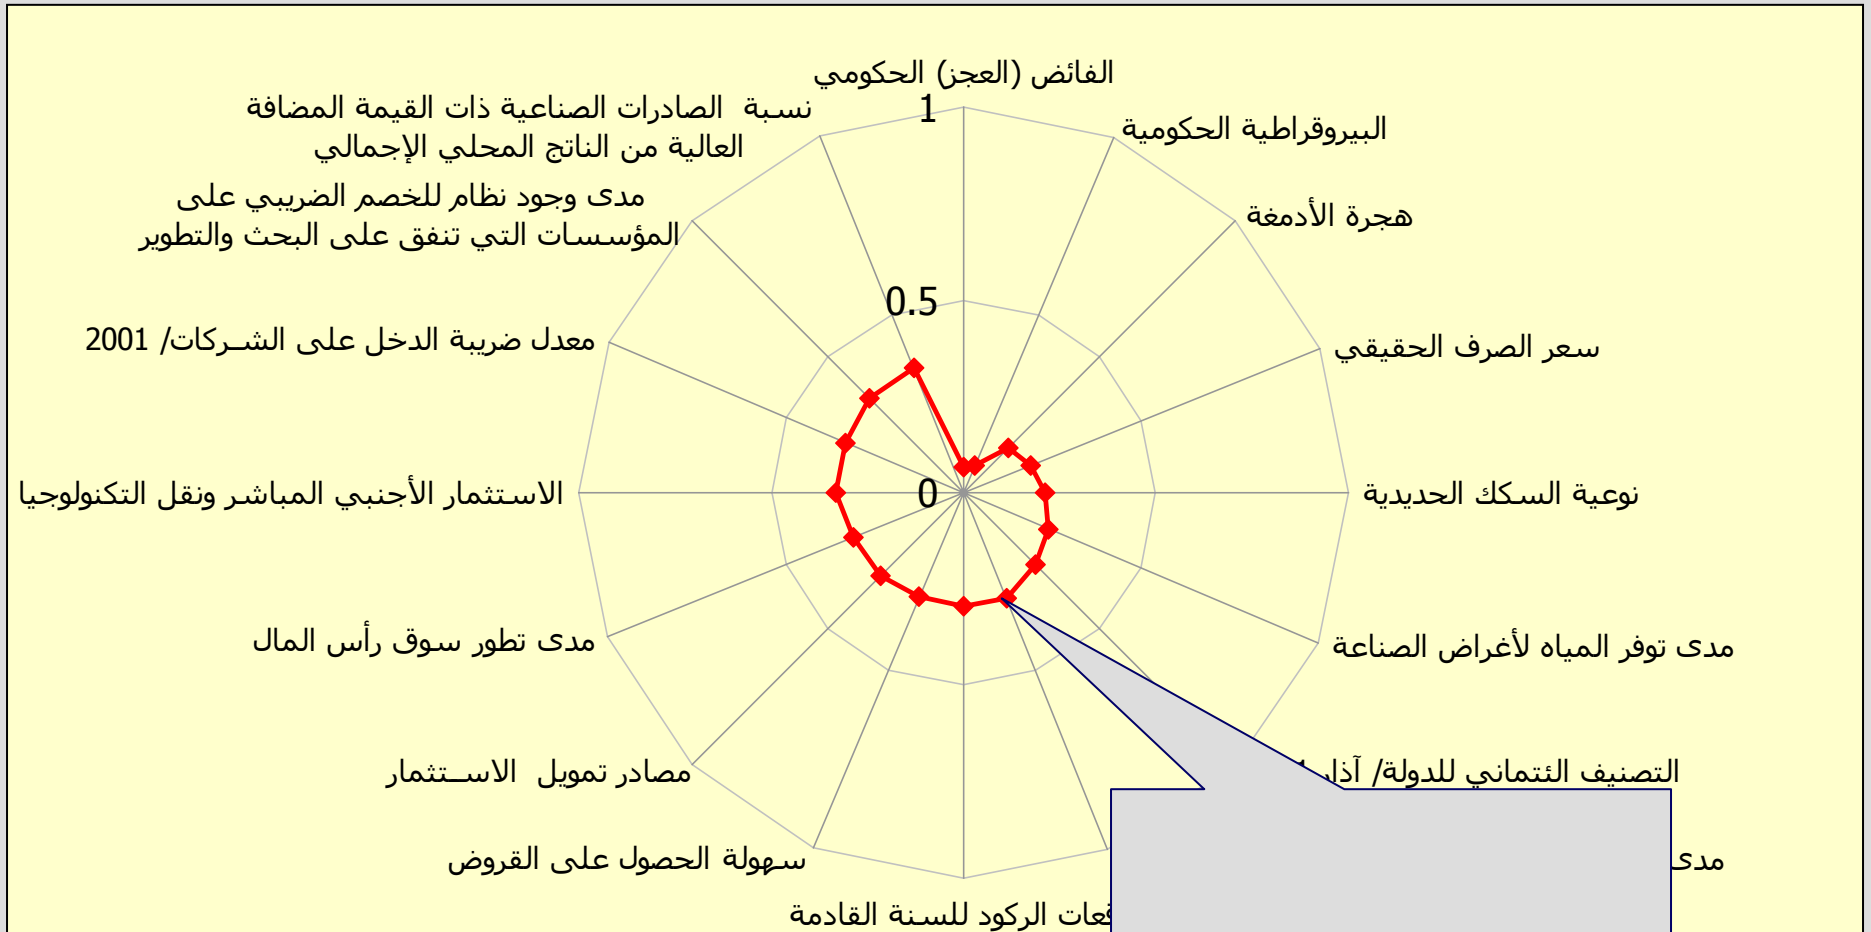 الفائض (العجز) الحكومي
1
البيروقراطية الحكومية
نسبة الصادرات الصناعية ذات القيمة المضافة
العالية من الناتج المحلي الإجمالي
هجرة الأدمغة
مدى وجود نظام للخصم الضريبي على
المؤسسات التي تنفق على البحث والتطوير
0.5
سعر الصرف الحقيقي
معدل ضريبة الدخل على الشركات/ 2001
نوعية السكك الحديدية
0
الاستثمار الأجنبي المباشر ونقل التكنولوجيا
مدى توفر المياه لأغراض الصناعة
مدى تطور سوق رأس المال
التصنيف الئتماني للدولة/ آذار
مصادر تمويل الاستثمار
مدى
سهولة الحصول على القروض
الركود للسنة القادمة